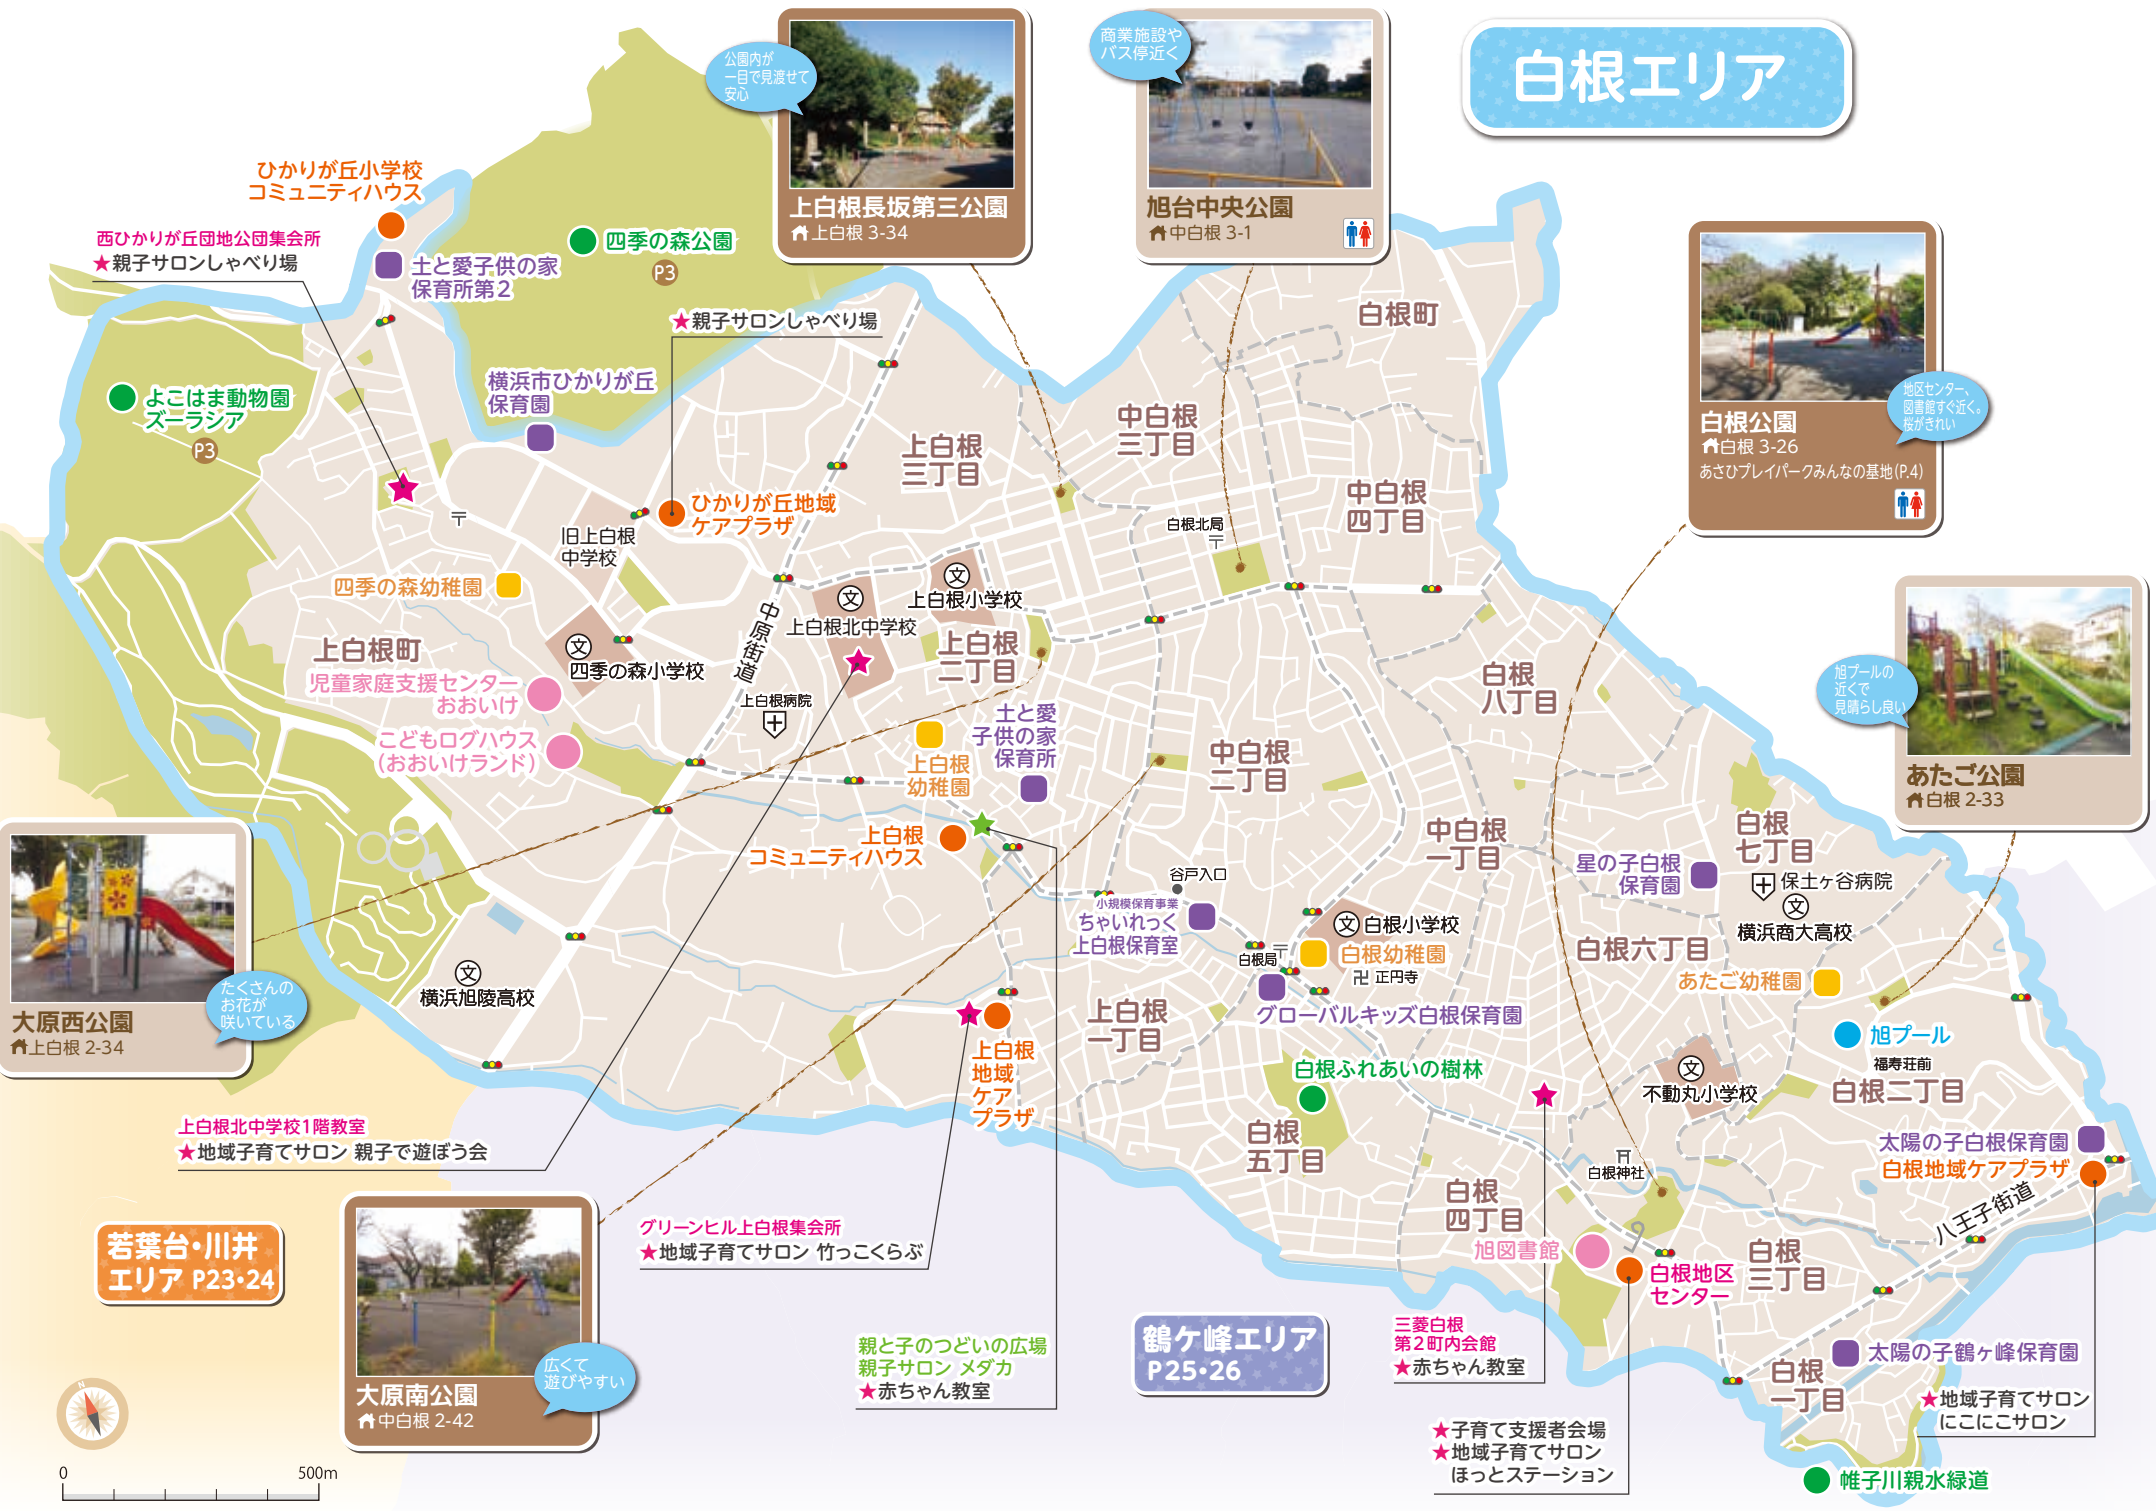 白根エリア
公園内が
一目で見渡せて
安心
上白根長坂第三公園
上白根 3-34
商業施設や
バス停近く
旭台中央公園
中白根 3-1
ひかりが丘小学校
コミュニティハウス
西ひかりが丘団地公団集会所
★親子サロンしゃべり場
土と愛子供の家
保育所第2
四季の森公園
P3
★親子サロンしゃべり場
白根町
白根公園
白根 3-26
あさひプレイパークみんなの基地(P.4)
地区センター、
図書館すぐ近く。
桜がきれい
よこはま動物園
ズーラシア
P3
横浜市ひかりが丘
保育園
上白根
三丁目
中白根
三丁目
中白根
四丁目
白根北局
〒
〒
ひかりが丘地域
ケアプラザ
旧上白根
中学校
四季の森幼稚園
文
上白根小学校
文
上白根北中学校
中原街道
上白根町
文
四季の森小学校
上白根
二丁目
白根
八丁目
旭プールの
近くで
見晴らし良い
あたご公園
白根 2-33
児童家庭支援センター
おおいけ
こどもログハウス
(おおいけランド)
上白根病院
土と愛
子供の家
保育所
上白根
幼稚園
中白根
二丁目
中白根
一丁目
白根
七丁目
上白根
コミュニティハウス
谷戸入口
小規模保育事業
ちゃいれっく
上白根保育室
星の子白根
保育園
保土ヶ谷病院
文
横浜商大高校
文
白根小学校
白根幼稚園
卍 正円寺
白根局
〒
白根六丁目
あたご幼稚園
文
横浜旭陵高校
たくさんの
お花が
咲いている
大原西公園
上白根 2-34
上白根
一丁目
グローバルキッズ白根保育園
旭プール
福寿荘前
白根二丁目
上白根
地域
ケア
プラザ
白根ふれあいの樹林
文
不動丸小学校
白根
五丁目
上白根北中学校1階教室
★地域子育てサロン 親子で遊ぼう会
白根神社
太陽の子白根保育園
白根地域ケアプラザ
八王子街道
白根
四丁目
グリーンヒル上白根集会所
★地域子育てサロン 竹っこくらぶ
旭図書館
白根地区
センター
白根
三丁目
若葉台・川井
エリア P23・24
広くて
遊びやすい
大原南公園
中白根 2-42
親と子のつどいの広場
親子サロン メダカ
★赤ちゃん教室
鶴ケ峰エリア
P25・26
三菱白根
第2町内会館
★赤ちゃん教室
太陽の子鶴ヶ峰保育園
白根
一丁目
★地域子育てサロン
にこにこサロン
★子育て支援者会場
★地域子育てサロン
ほっとステーション
帷子川親水緑道
N
0 500m